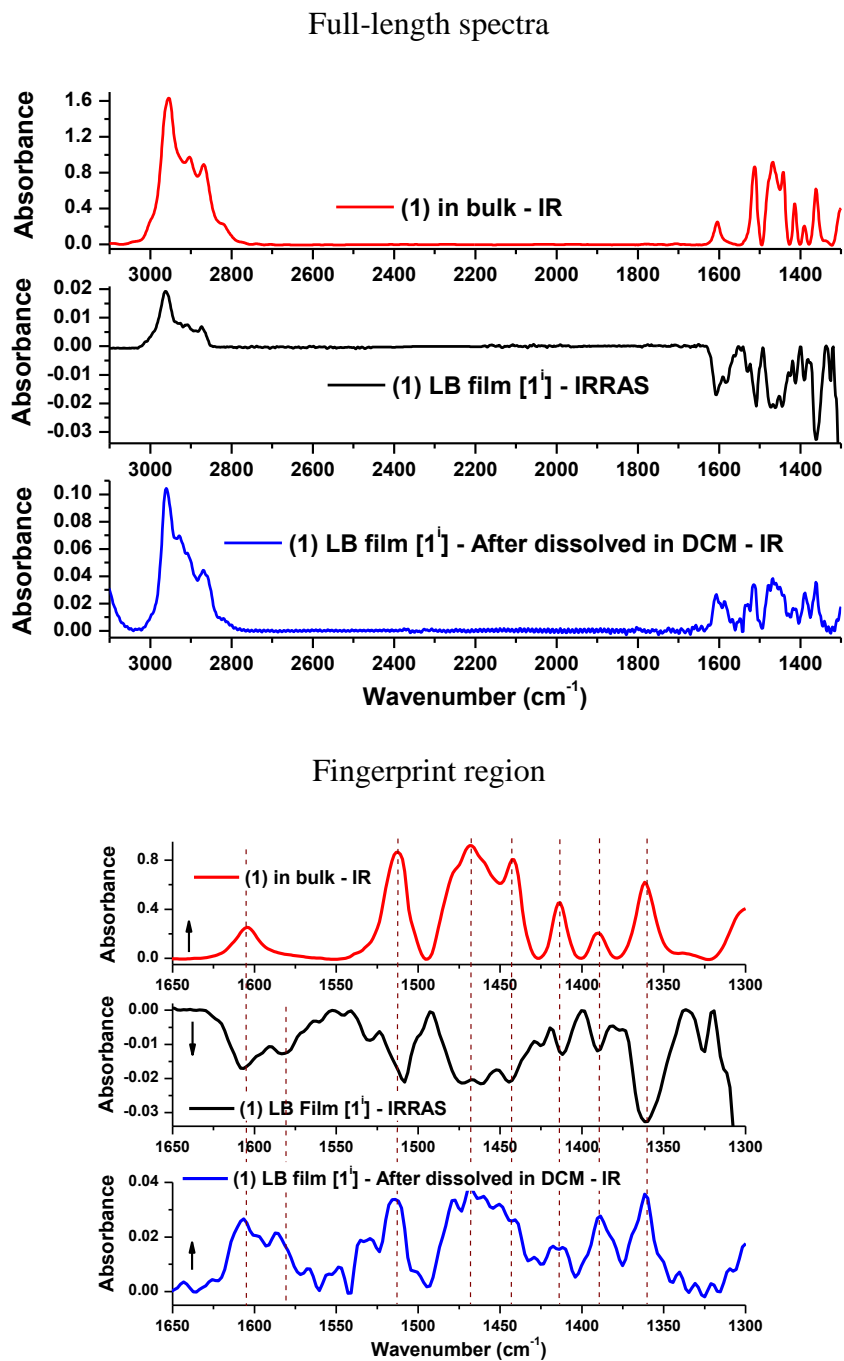 Full-length spectra
1.6
1.2
0.8
0.4
0.0
Absorbance
(1) in bulk - IR
3000 2800 2600 2400 2200 2000 1800 1600 1400
0.02
0.01
0.00
-0.01
-0.02
-0.03
Absorbance
(1) LB film [1ⁱ] - IRRAS
3000 2800 2600 2400 2200 2000 1800 1600 1400
0.10
0.08
0.06
0.04
0.02
0.00
Absorbance
(1) LB film [1ⁱ] - After dissolved in DCM - IR
3000 2800 2600 2400 2200 2000 1800 1600 1400
Wavenumber (cm⁻¹)
Fingerprint region
0.8
0.4
0.0
Absorbance
(1) in bulk - IR
1650 1600 1550 1500 1450 1400 1350 1300
0.00
-0.01
-0.02
-0.03
Absorbance
(1) LB Film [1ⁱ] - IRRAS
1650 1600 1550 1500 1450 1400 1350 1300
0.04
0.02
0.00
Absorbance
(1) LB film [1ⁱ] - After dissolved in DCM - IR
1650 1600 1550 1500 1450 1400 1350 1300
Wavenumber (cm⁻¹)